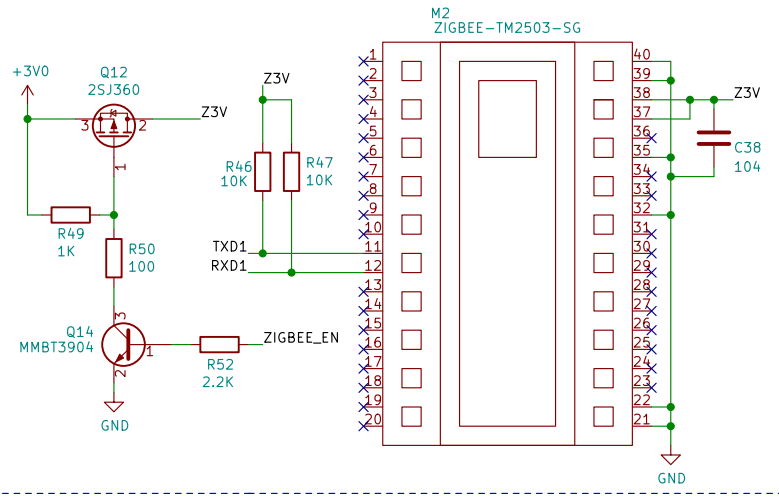 M2
ZIGBEE-TM2503-SG
+3V0
Q12
2SJ360
3
2
1
Z3V
R49
1K
R50
100
Q14
MMBT3904
3
1
2
GND
R52
2.2K
ZIGBEE_EN
Z3V
R46
10K
R47
10K
TXD1
RXD1
1
2
3
4
5
6
7
8
9
10
11
12
13
14
15
16
17
18
19
20
40
39
38
37
36
35
34
33
32
31
30
29
28
27
26
25
24
23
22
21
Z3V
C38
104
GND